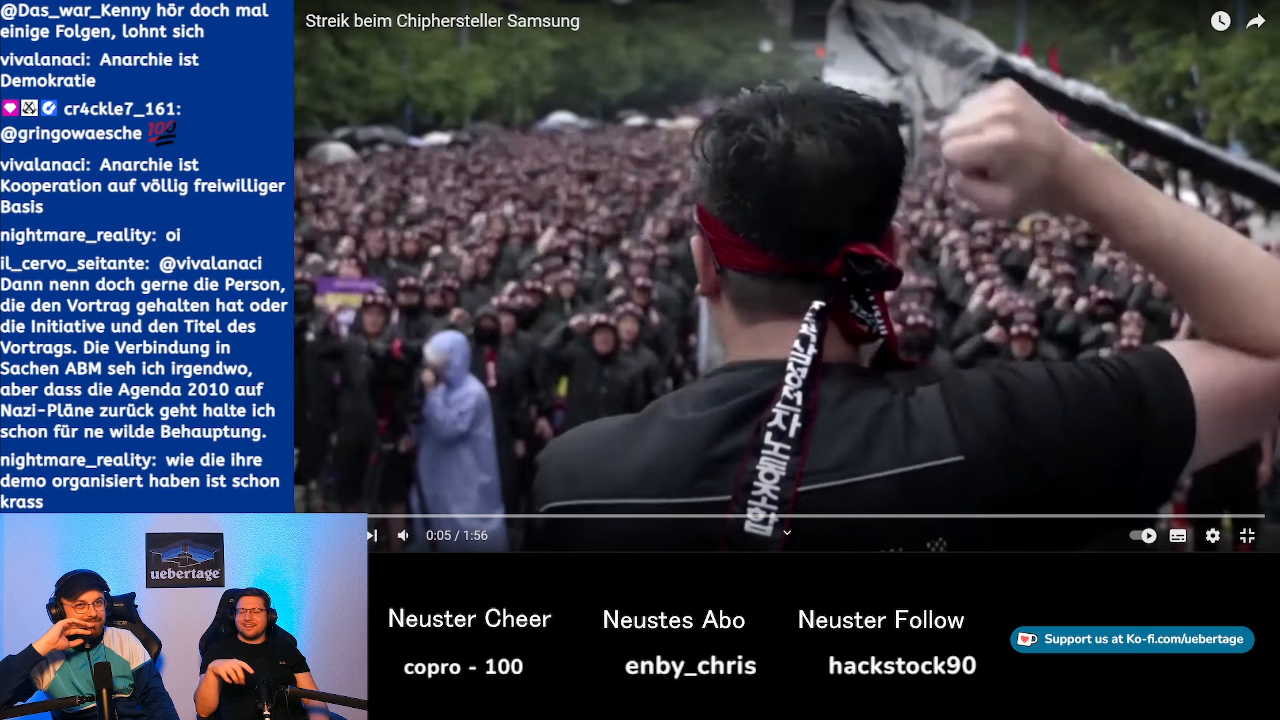 @Das_war_Kenny hör doch mal
einige Folgen, lohnt sich
vivalanaci: Anarchie ist
Demokratie
cr4ckle7_161:
@gringowaesche 💯
vivalanaci: Anarchie ist
Kooperation auf völlig freiwilliger
Basis
nightmare_reality: oi
il_cervo_seitante: @vivalanaci
Dann nenn doch gerne die Person,
die den Vortrag gehalten hat oder
die Initiative und den Titel des
Vortrags. Die Verbindung in
Sachen ABM seh ich irgendwo,
aber dass die Agenda 2010 auf
Nazi-Pläne zurück geht halte ich
schon für ne wilde Behauptung.
nightmare_reality: wie die ihre
demo organisiert haben ist schon
krass
Streik beim Chiphersteller Samsung
0:05 / 1:56
uebertage
Neuster Cheer
copro - 100
Neustes Abo
enby_chris
Neuster Follow
hackstock90
Support us at Ko-fi.com/uebertage